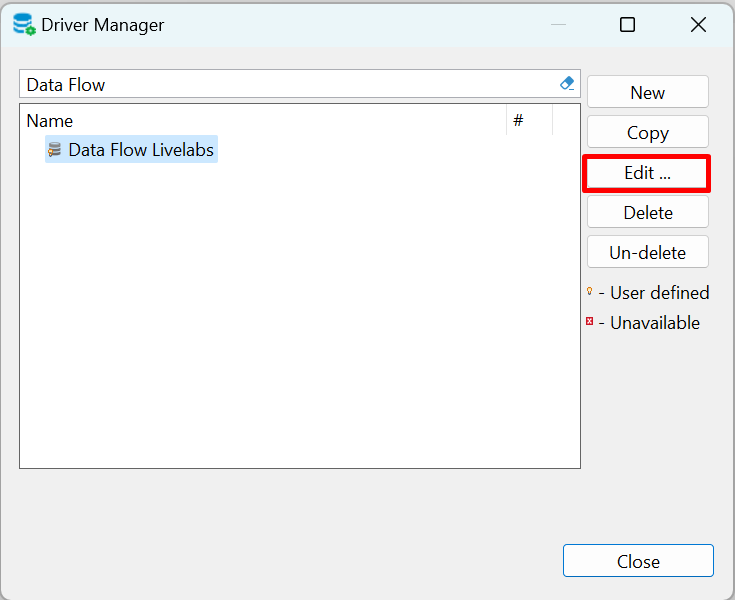 Driver Manager
Data Flow
Name #
Data Flow Livelabs
New
Copy
Edit ...
Delete
Un-delete
- User defined
- Unavailable
Close